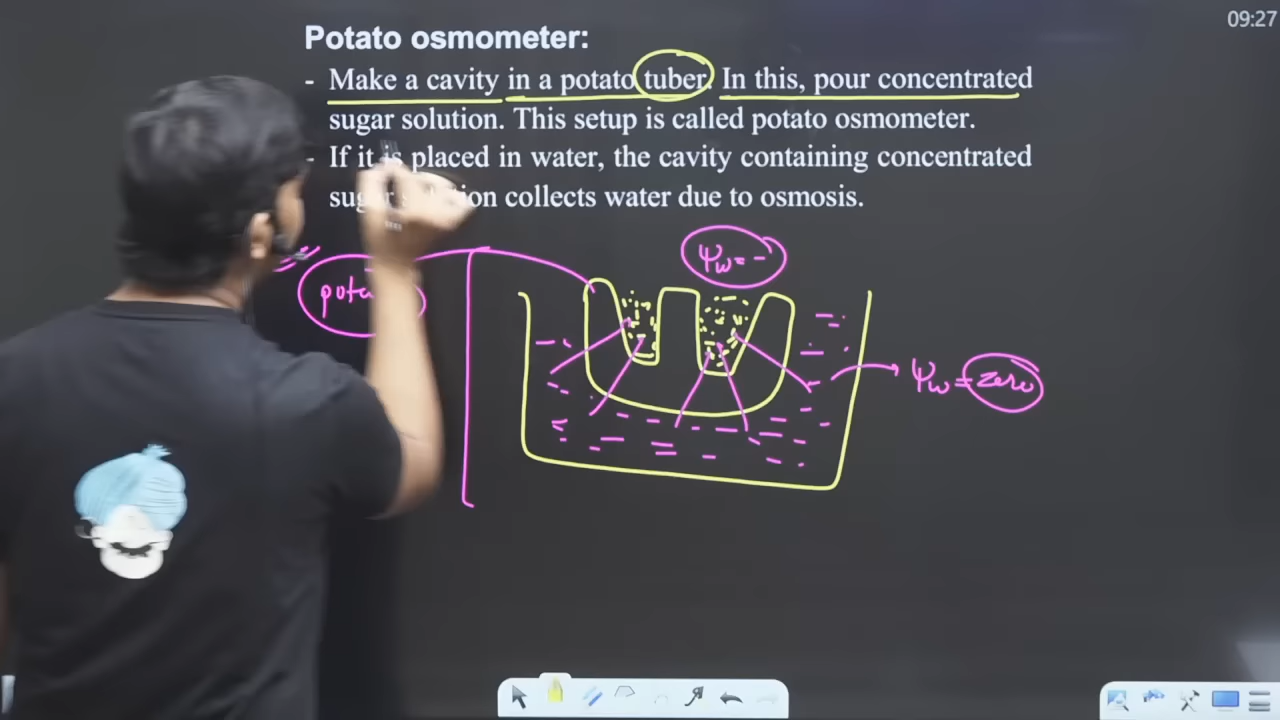 09:27
Potato osmometer:
- Make a cavity in a potato tuber. In this, pour concentrated
sugar solution. This setup is called potato osmometer.
- If it is placed in water, the cavity containing concentrated
collects water due to osmosis.
Ψw = -
Ψw = zero